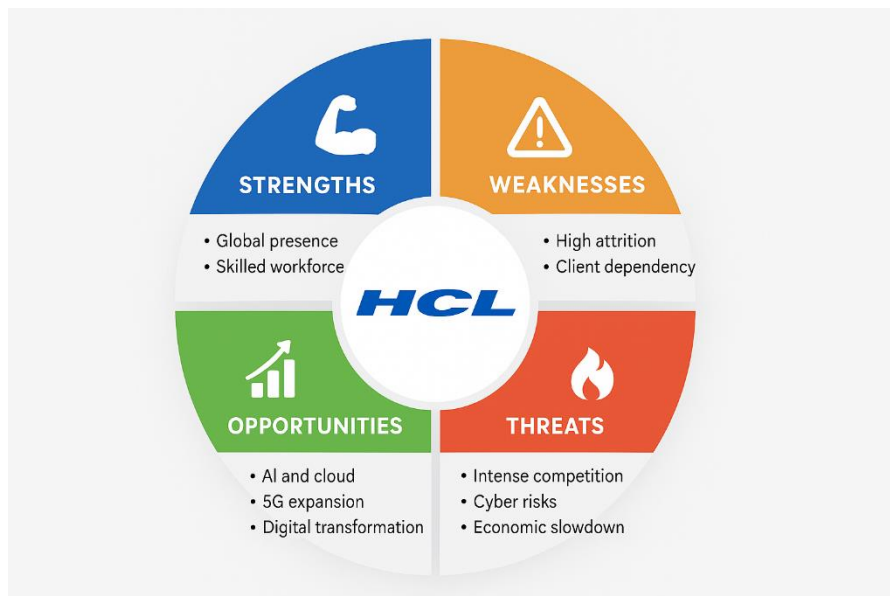 STRENGTHS
• Global presence
• Skilled workforce
WEAKNESSES
• High attrition
• Client dependency
HCL
OPPORTUNITIES
• AI and cloud
• 5G expansion
• Digital transformation
THREATS
• Intense competition
• Cyber risks
• Economic slowdown